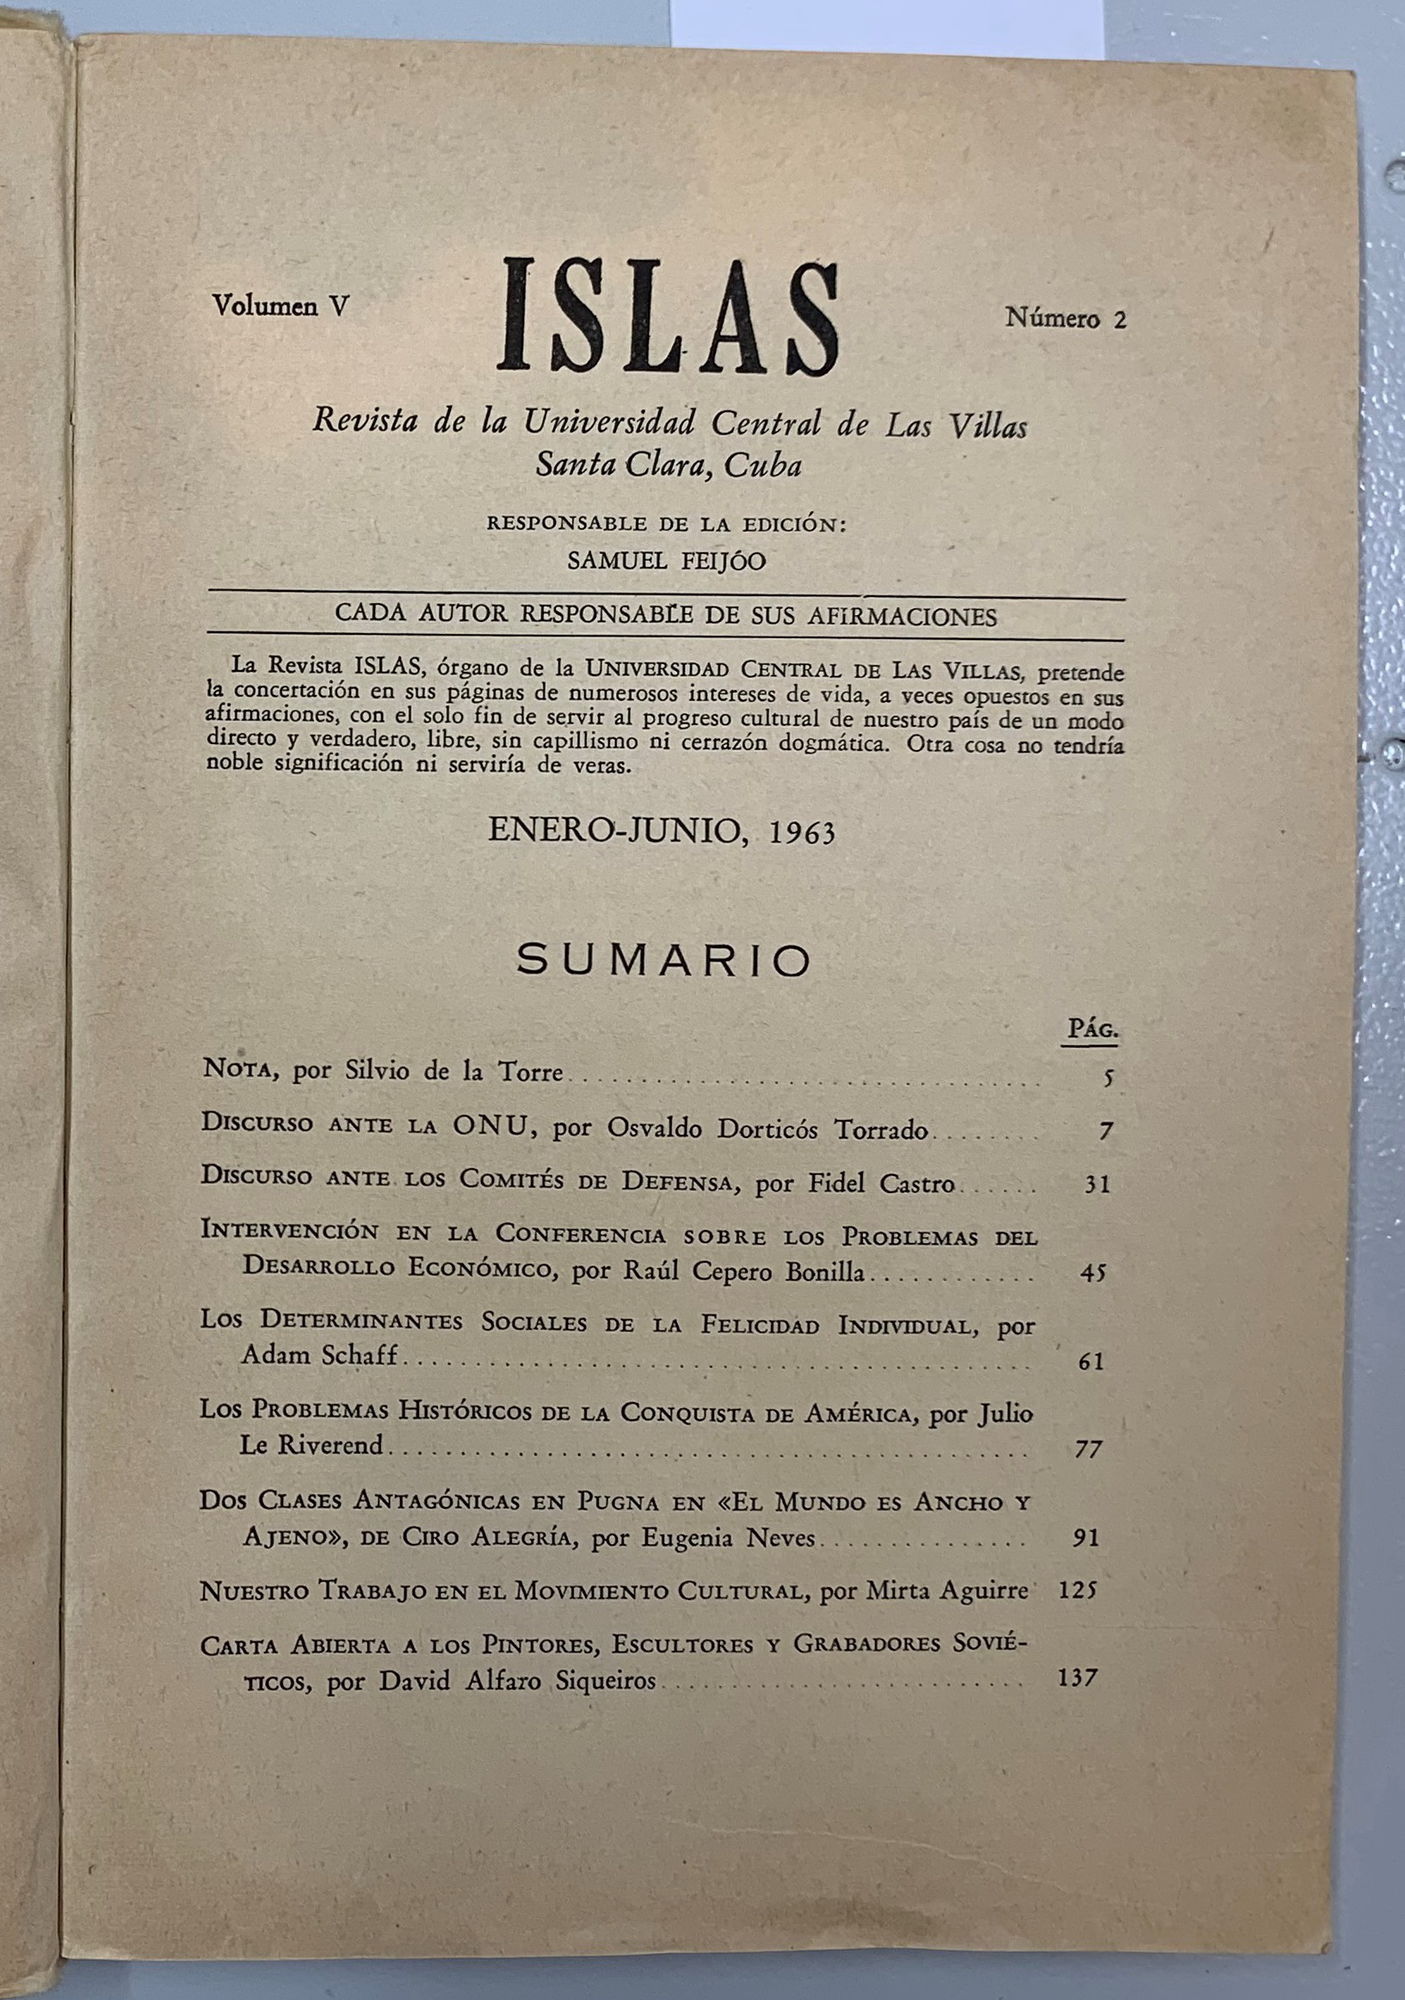 Volumen V
ISLAS
Número 2
Revista de la Universidad Central de Las Villas
Santa Clara, Cuba
RESPONSABLE DE LA EDICIÓN:
SAMUEL FEIJÓO
CADA AUTOR RESPONSABLE DE SUS AFIRMACIONES
La Revista ISLAS, órgano de la UNIVERSIDAD CENTRAL DE LAS VILLAS, pretende
la concertación en sus páginas de numerosos intereses de vida, a veces opuestos en sus
afirmaciones, con el solo fin de servir al progreso cultural de nuestro país de un modo
directo y verdadero, libre, sin capillismo ni cerrazón dogmática. Otra cosa no tendría
noble significación ni serviría de veras.
ENERO-JUNIO, 1963
SUMARIO
PÁG.
NOTA, por Silvio de la Torre 5
DISCURSO ANTE LA ONU, por Osvaldo Dorticós Torrado 7
DISCURSO ANTE LOS COMITÉS DE DEFENSA, por Fidel Castro 31
INTERVENCIÓN EN LA CONFERENCIA SOBRE LOS PROBLEMAS DEL
DESARROLLO ECONÓMICO, por Raúl Cepero Bonilla 45
LOS DETERMINANTES SOCIALES DE LA FELICIDAD INDIVIDUAL, por
Adam Schaff 61
LOS PROBLEMAS HISTÓRICOS DE LA CONQUISTA DE AMÉRICA, por Julio
Le Riverend 77
DOS CLASES ANTAGÓNICAS EN PUGNA EN «EL MUNDO ES ANCHO Y
AJENO», DE CIRO ALEGRÍA, por Eugenia Neves 91
NUESTRO TRABAJO EN EL MOVIMIENTO CULTURAL, por Mirta Aguirre 125
CARTA ABIERTA A LOS PINTORES, ESCULTORES Y GRABADORES SOVIÉ-
TICOS, por David Alfaro Siqueiros 137